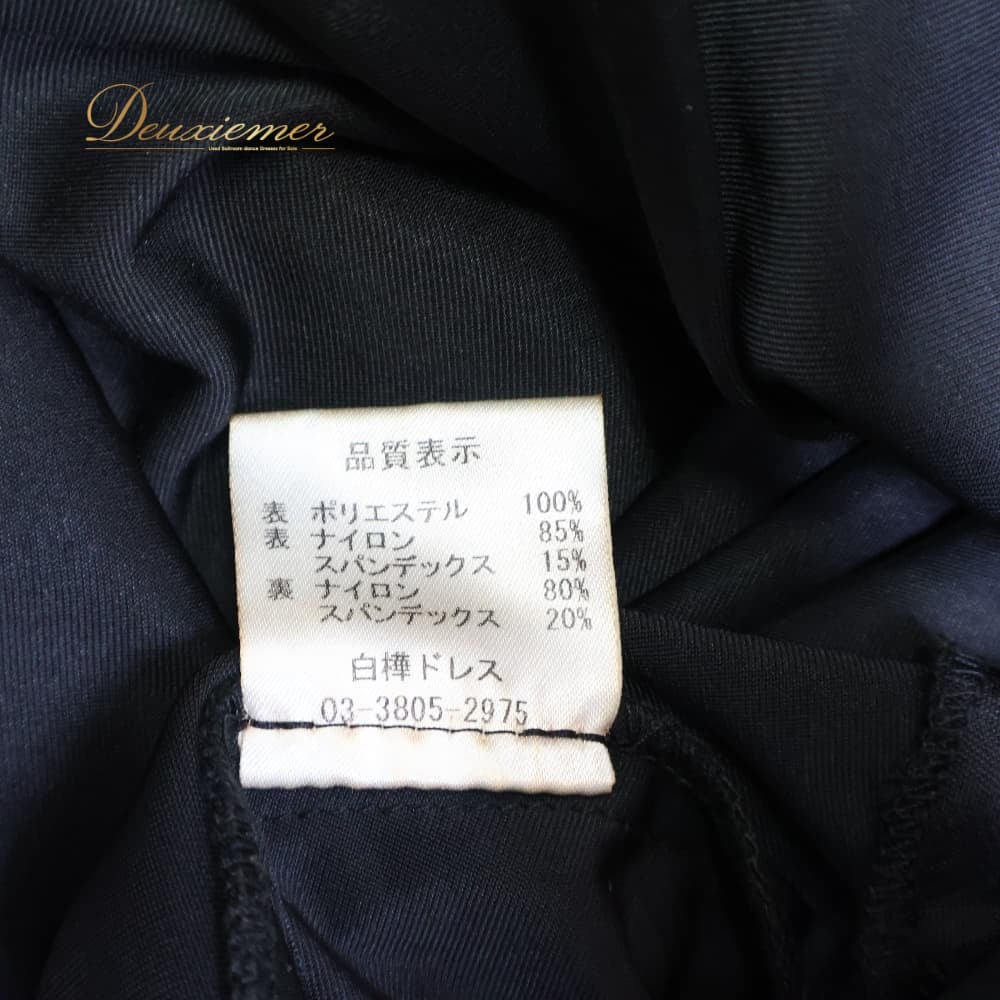 Deuxiemer
Used Ballroom dance Dresses for Sale
品質表示
表 ポリエステル 100%
表 ナイロン 85%
スパンデックス 15%
裏 ナイロン 80%
スパンデックス 20%
白樺ドレス
03-3805-2975